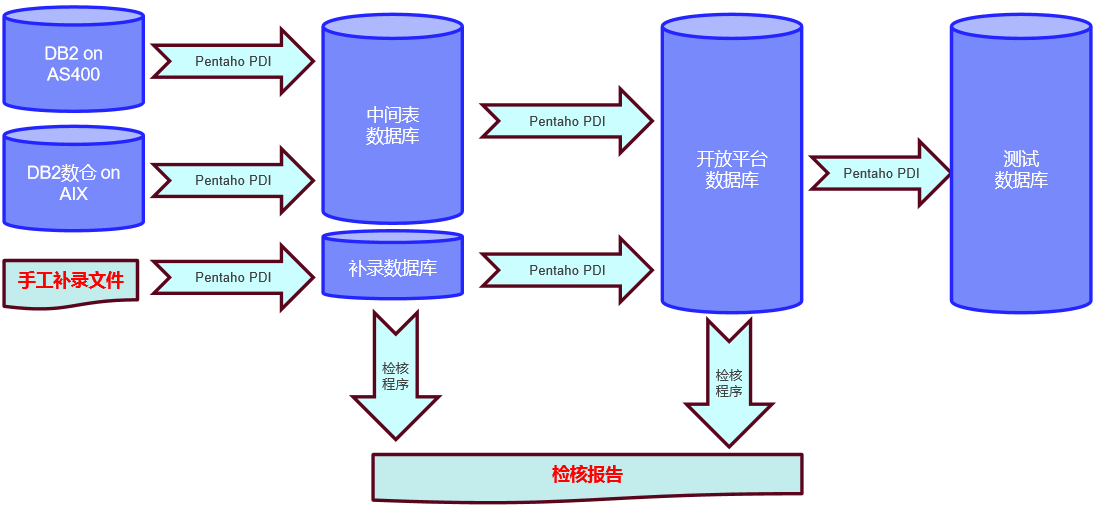 DB2 on
AS400
Pentaho PDI
中间表
数据库
Pentaho PDI
DB2数仓 on
AIX
Pentaho PDI
开放平台
数据库
Pentaho PDI
测试
数据库
手工补录文件
Pentaho PDI
补录数据库
Pentaho PDI
检核
程序
检核
程序
检核报告